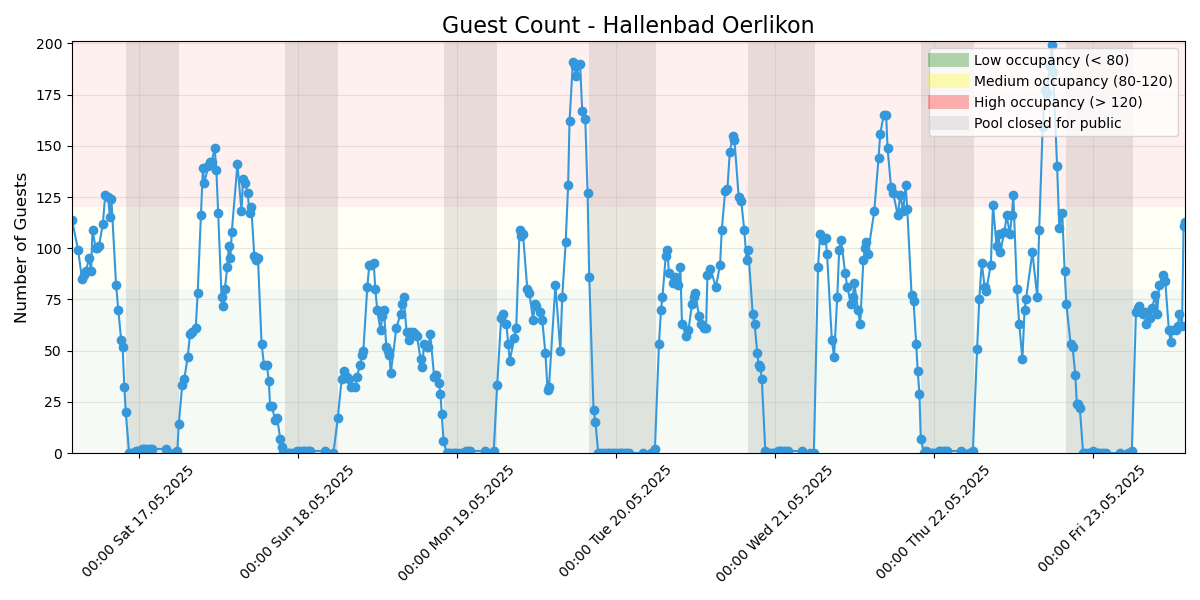 Guest Count - Hallenbad Oerlikon
Number of Guests
200
175
150
125
100
75
50
25
0
Low occupancy (< 80)
Medium occupancy (80-120)
High occupancy (> 120)
Pool closed for public
00:00 Sat 17.05.2025
00:00 Sun 18.05.2025
00:00 Mon 19.05.2025
00:00 Tue 20.05.2025
00:00 Wed 21.05.2025
00:00 Thu 22.05.2025
00:00 Fri 23.05.2025